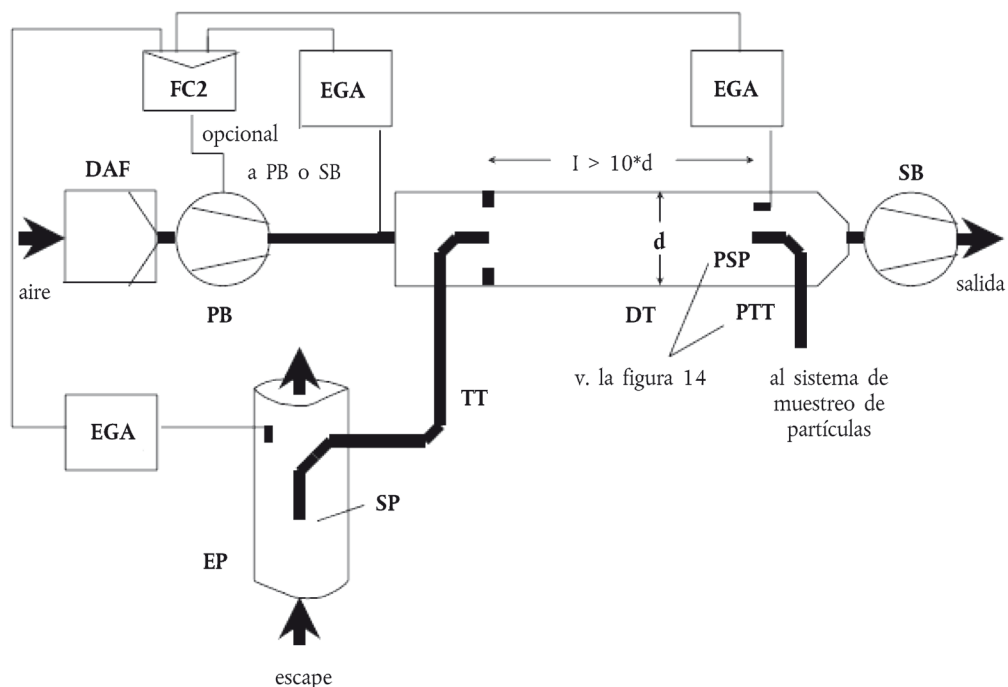 FC2
EGA
EGA
opcional
a PB o SB
l > 10*d
DAF
SB
d
aire
PB
PSP
DT
PTT
salida
v. la figura 14
al sistema de
muestreo de
partículas
TT
EGA
SP
EP
escape